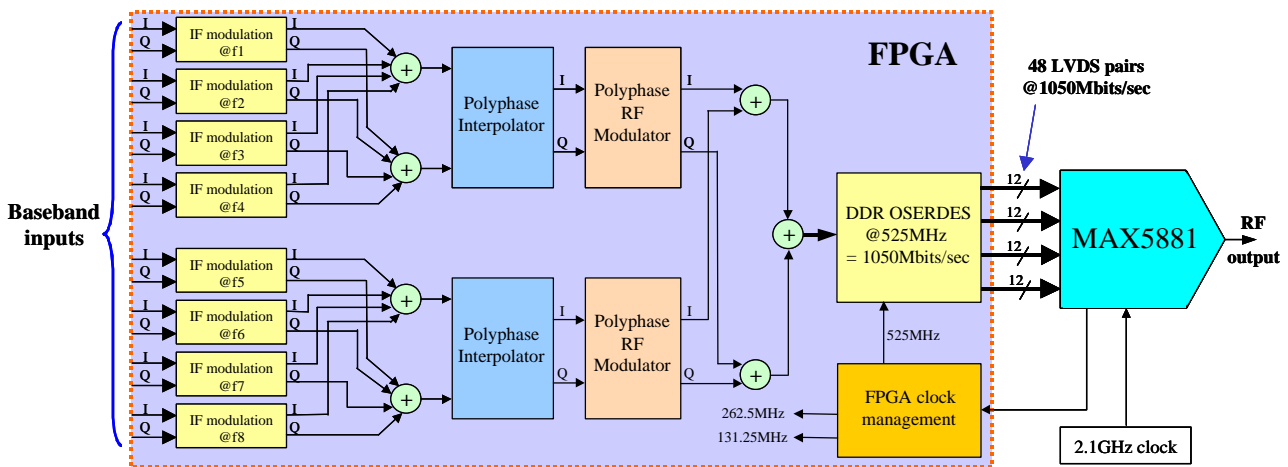 Baseband
inputs
I
Q
IF modulation
@f1
I
Q
I
Q
IF modulation
@f2
I
Q
I
Q
IF modulation
@f3
I
Q
I
Q
IF modulation
@f4
I
Q
+
+
Polyphase
Interpolator
I
Q
Polyphase
RF
Modulator
I
Q
+
I
Q
IF modulation
@f5
I
Q
I
Q
IF modulation
@f6
I
Q
I
Q
IF modulation
@f7
I
Q
I
Q
IF modulation
@f8
I
Q
+
+
Polyphase
Interpolator
I
Q
Polyphase
RF
Modulator
I
Q
+
+
FPGA
DDR OSERDES
@525MHz
= 1050Mbits/sec
525MHz
FPGA clock
management
262.5MHz
131.25MHz
48 LVDS pairs
@1050Mbits/sec
12
12
12
12
MAX5881
RF
output
2.1GHz clock